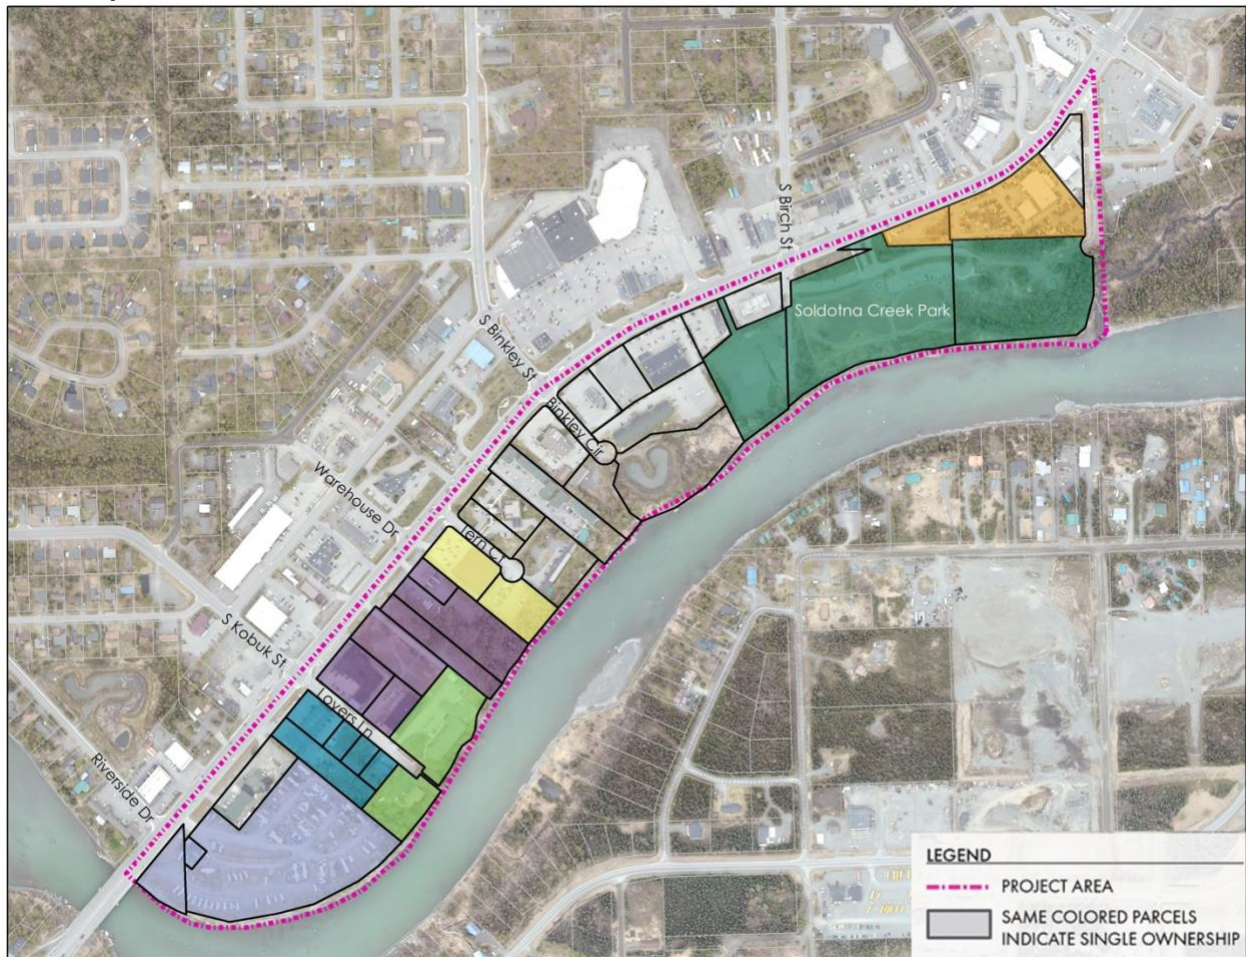 S Birch St
Soldotna Creek Park
S Binkley St
Binkley Cir
Warehouse Dr
Tern Cir
S Kobuk St
Lovers Ln
Riverside Dr
LEGEND
PROJECT AREA
SAME COLORED PARCELS
INDICATE SINGLE OWNERSHIP